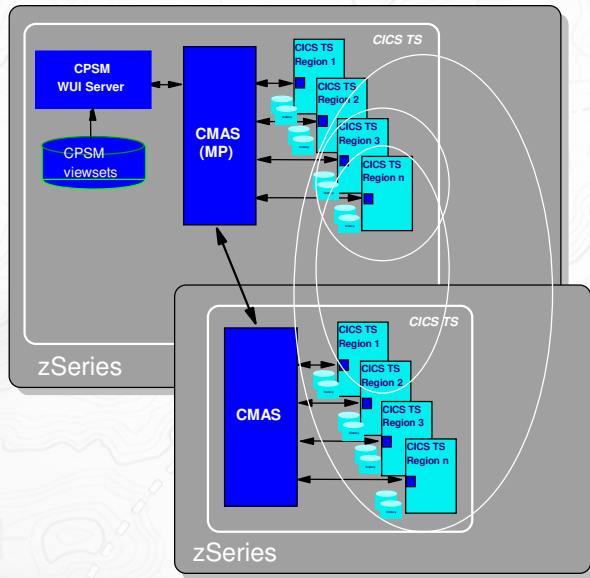 CICS TS
CPSM
WUI Server
CPSM
viewsets
CMAS
(MP)
CICS TS
Region 1
CICS TS
Region 2
CICS TS
Region 3
CICS TS
Region n
zSeries
CICS TS
CMAS
CICS TS
Region 1
CICS TS
Region 2
CICS TS
Region 3
CICS TS
Region n
zSeries